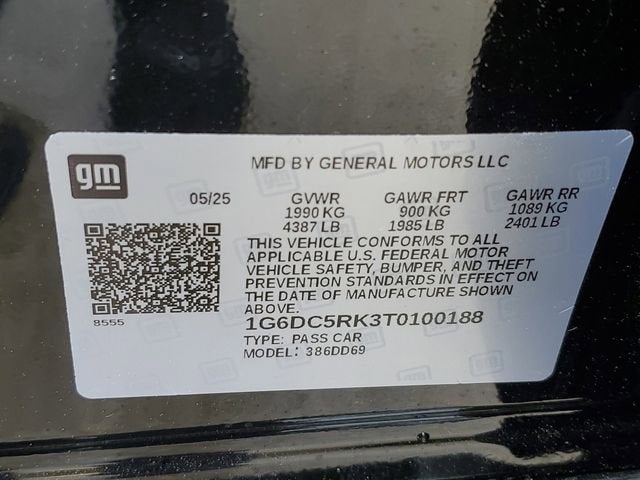 gm
MFD BY GENERAL MOTORS LLC
05/25 GVWR GAWR FRT GAWR RR
1990 KG 900 KG 1089 KG
4387 LB 1985 LB 2401 LB
THIS VEHICLE CONFORMS TO ALL
APPLICABLE U.S. FEDERAL MOTOR
VEHICLE SAFETY, BUMPER, AND THEFT
PREVENTION STANDARDS IN EFFECT ON
THE DATE OF MANUFACTURE SHOWN
ABOVE.
8555
1G6DC5RK3T0100188
TYPE: PASS CAR
MODEL: 386DD69